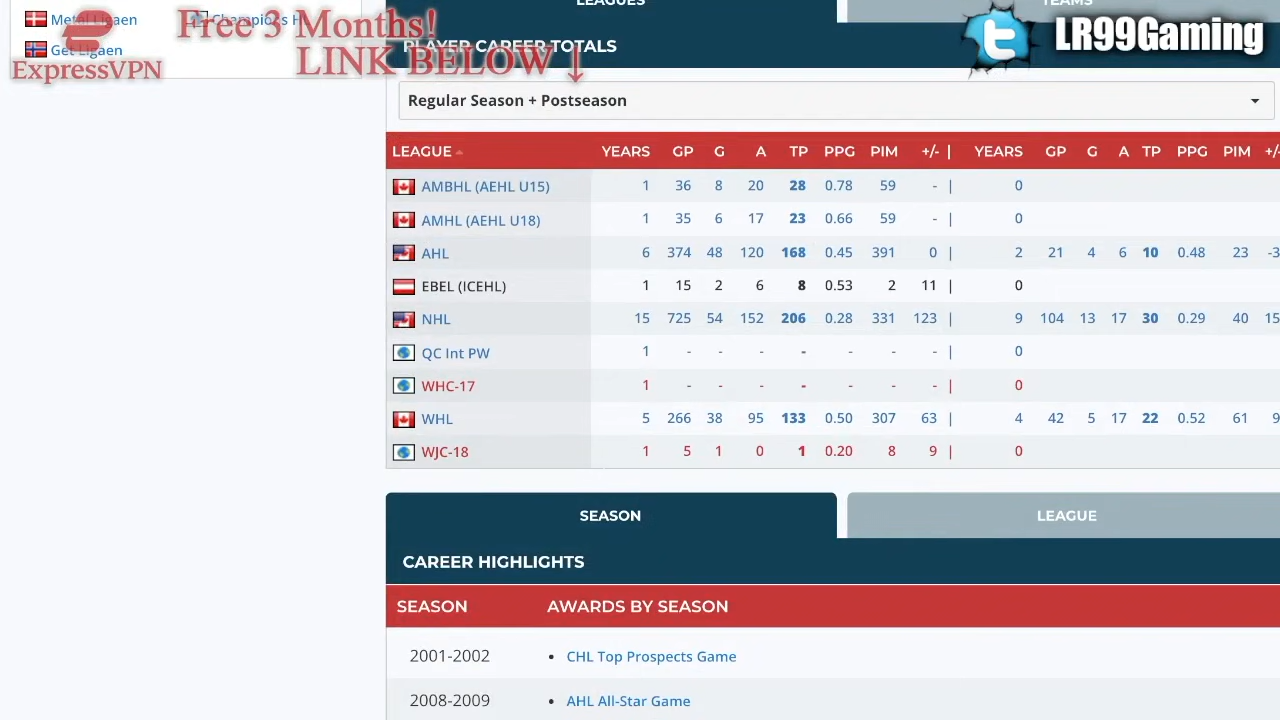 LEAGUES TEAMS
Metal Ligaen Champions H
Get Ligaen
ExpressVPN
Free 3 Months!
LINK BELOW ↓
LR99Gaming
PLAYER CAREER TOTALS
Regular Season + Postseason
LEAGUE YEARS GP G A TP PPG PIM +/- | YEARS GP G A TP PPG PIM +/-
AMBHL (AEHL U15) 1 36 8 20 28 0.78 59 - | 0
AMHL (AEHL U18) 1 35 6 17 23 0.66 59 - | 0
AHL 6 374 48 120 168 0.45 391 0 | 2 21 4 6 10 0.48 23 -3
EBEL (ICEHL) 1 15 2 6 8 0.53 2 11 | 0
NHL 15 725 54 152 206 0.28 331 123 | 9 104 13 17 30 0.29 40 15
QC Int PW 1 - - - - - - - | 0
WHC-17 1 - - - - - - - | 0
WHL 5 266 38 95 133 0.50 307 63 | 4 42 5 17 22 0.52 61 9
WJC-18 1 5 1 0 1 0.20 8 9 | 0
SEASON LEAGUE
CAREER HIGHLIGHTS
SEASON AWARDS BY SEASON
2001-2002 • CHL Top Prospects Game
2008-2009 • AHL All-Star Game